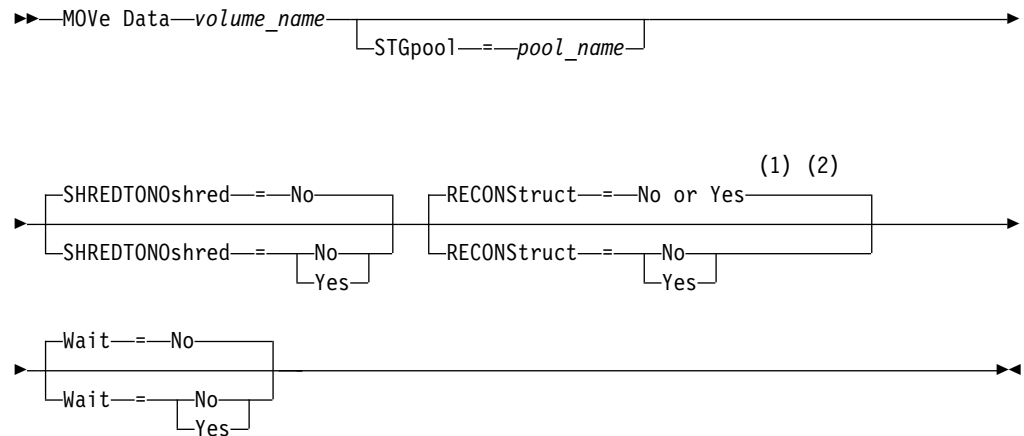 MOVe Data volume_name
STGpool = pool_name
(1) (2)
SHREDTONOshred = No RECONStruct = No or Yes
SHREDTONOshred = No RECONStruct = No
Yes Yes
Wait = No
Wait = No
Yes